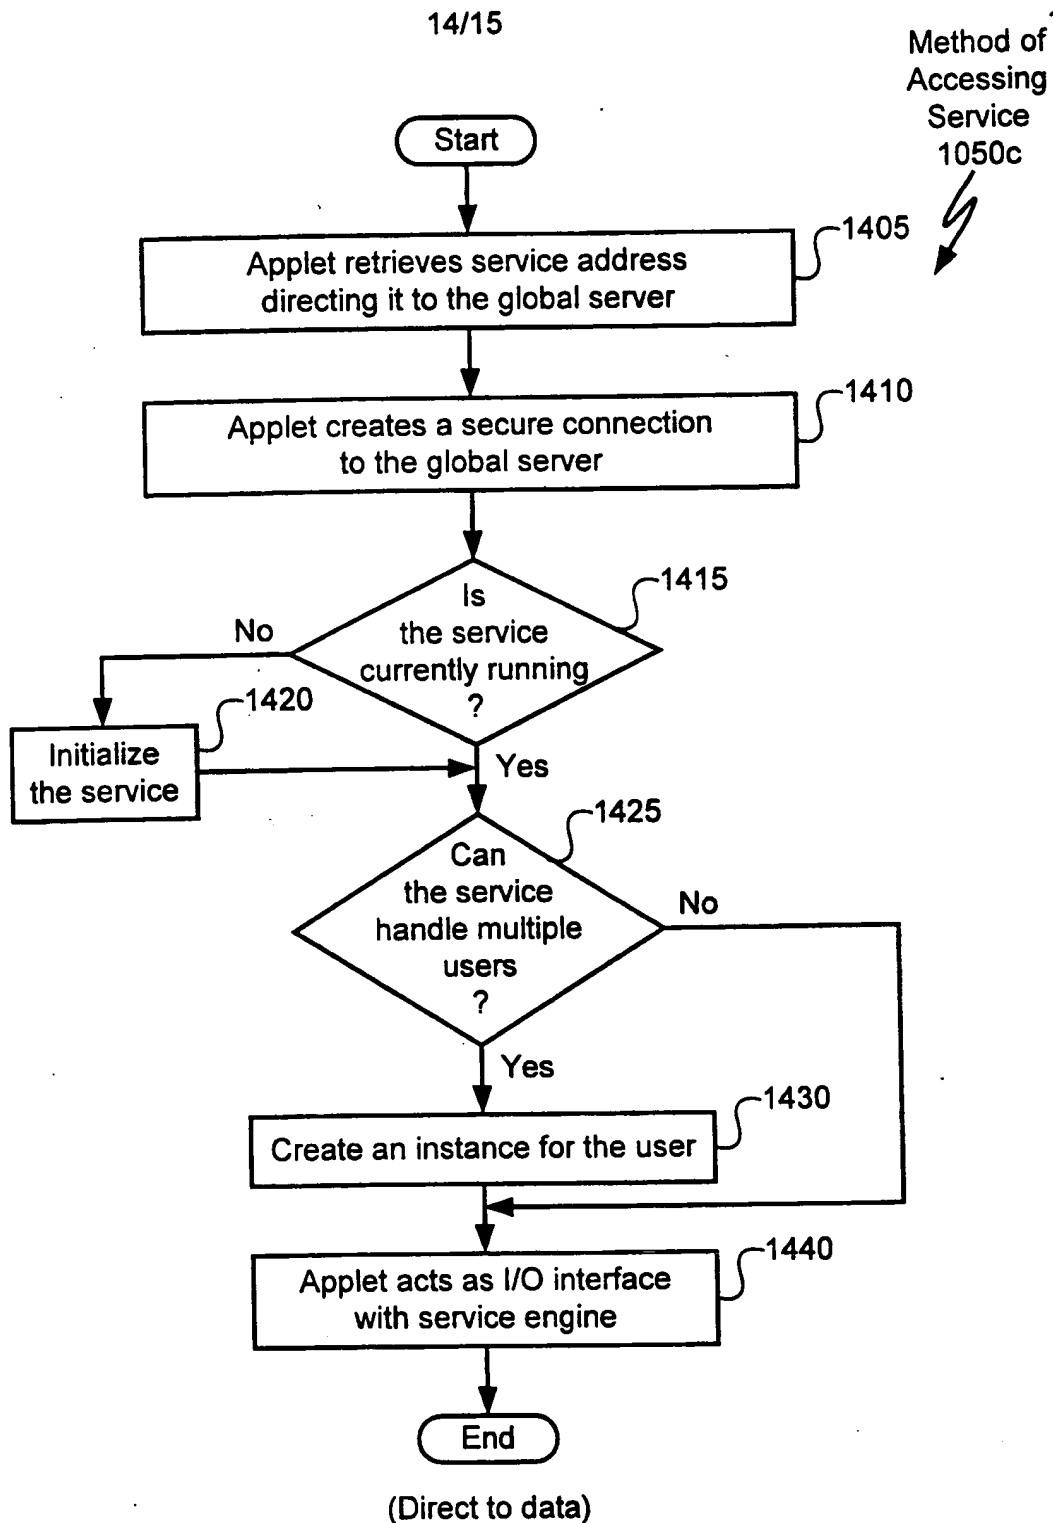 14/15
Method of
Accessing
Service
1050c
Start
1405
Applet retrieves service address
directing it to the global server
1410
Applet creates a secure connection
to the global server
1415
Is
the service
currently running
?
No
1420
Initialize
the service
Yes
1425
Can
the service
handle multiple
users
?
No
Yes
1430
Create an instance for the user
1440
Applet acts as I/O interface
with service engine
End
(Direct to data)